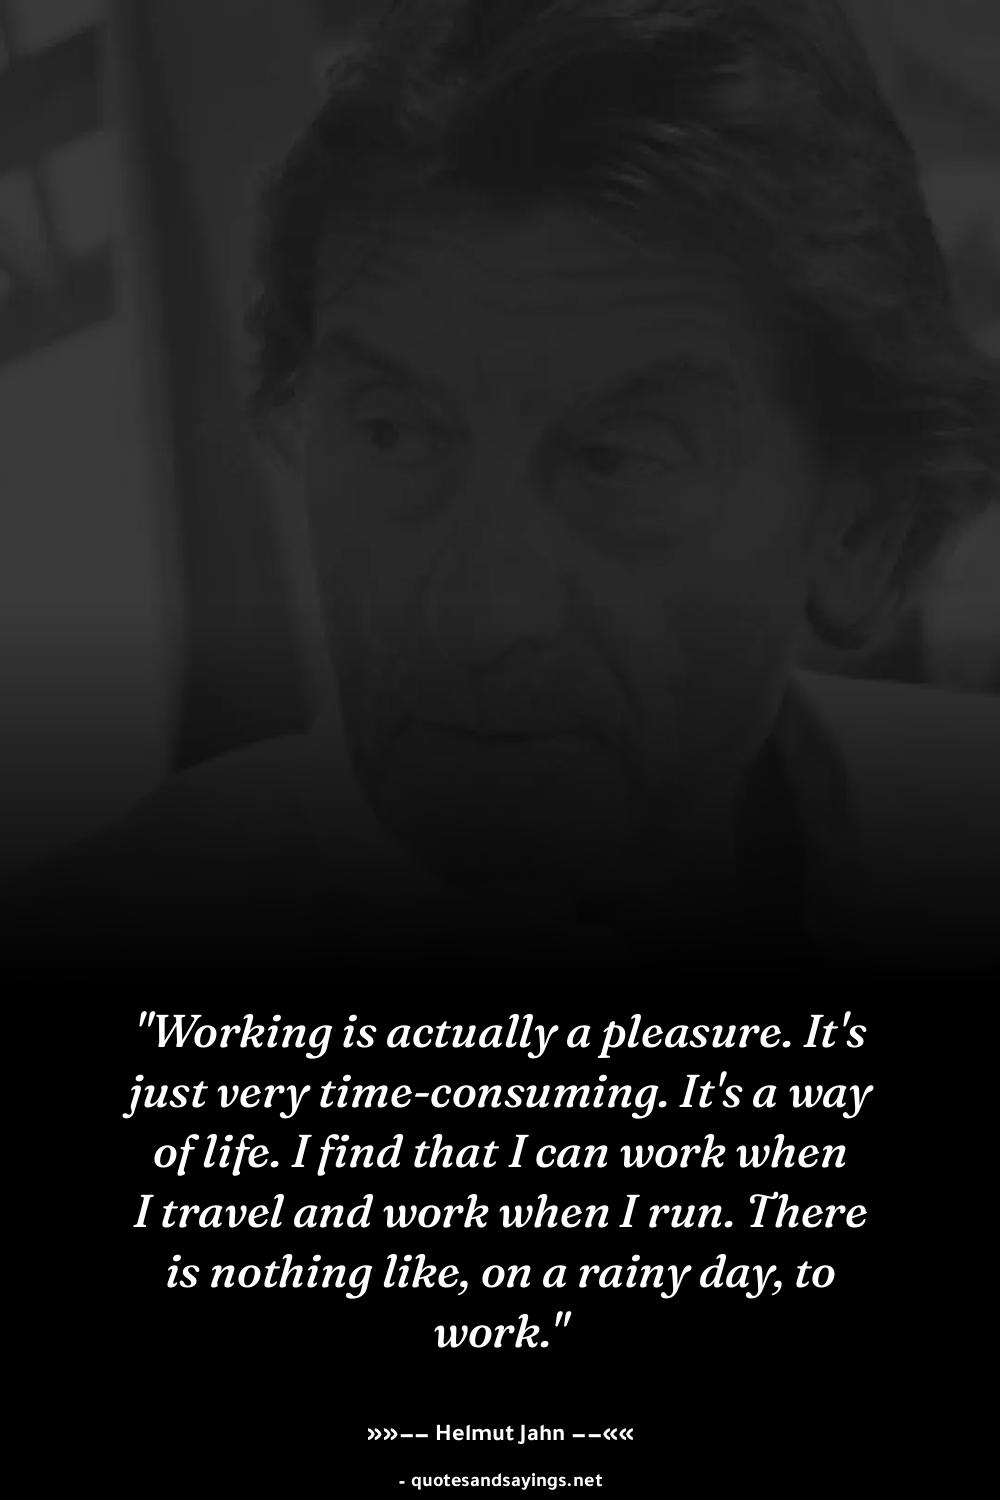 "Working is actually a pleasure. It's
just very time-consuming. It's a way
of life. I find that I can work when
I travel and work when I run. There
is nothing like, on a rainy day, to
work."
»»-- Helmut Jahn --««
- quotesandsayings.net